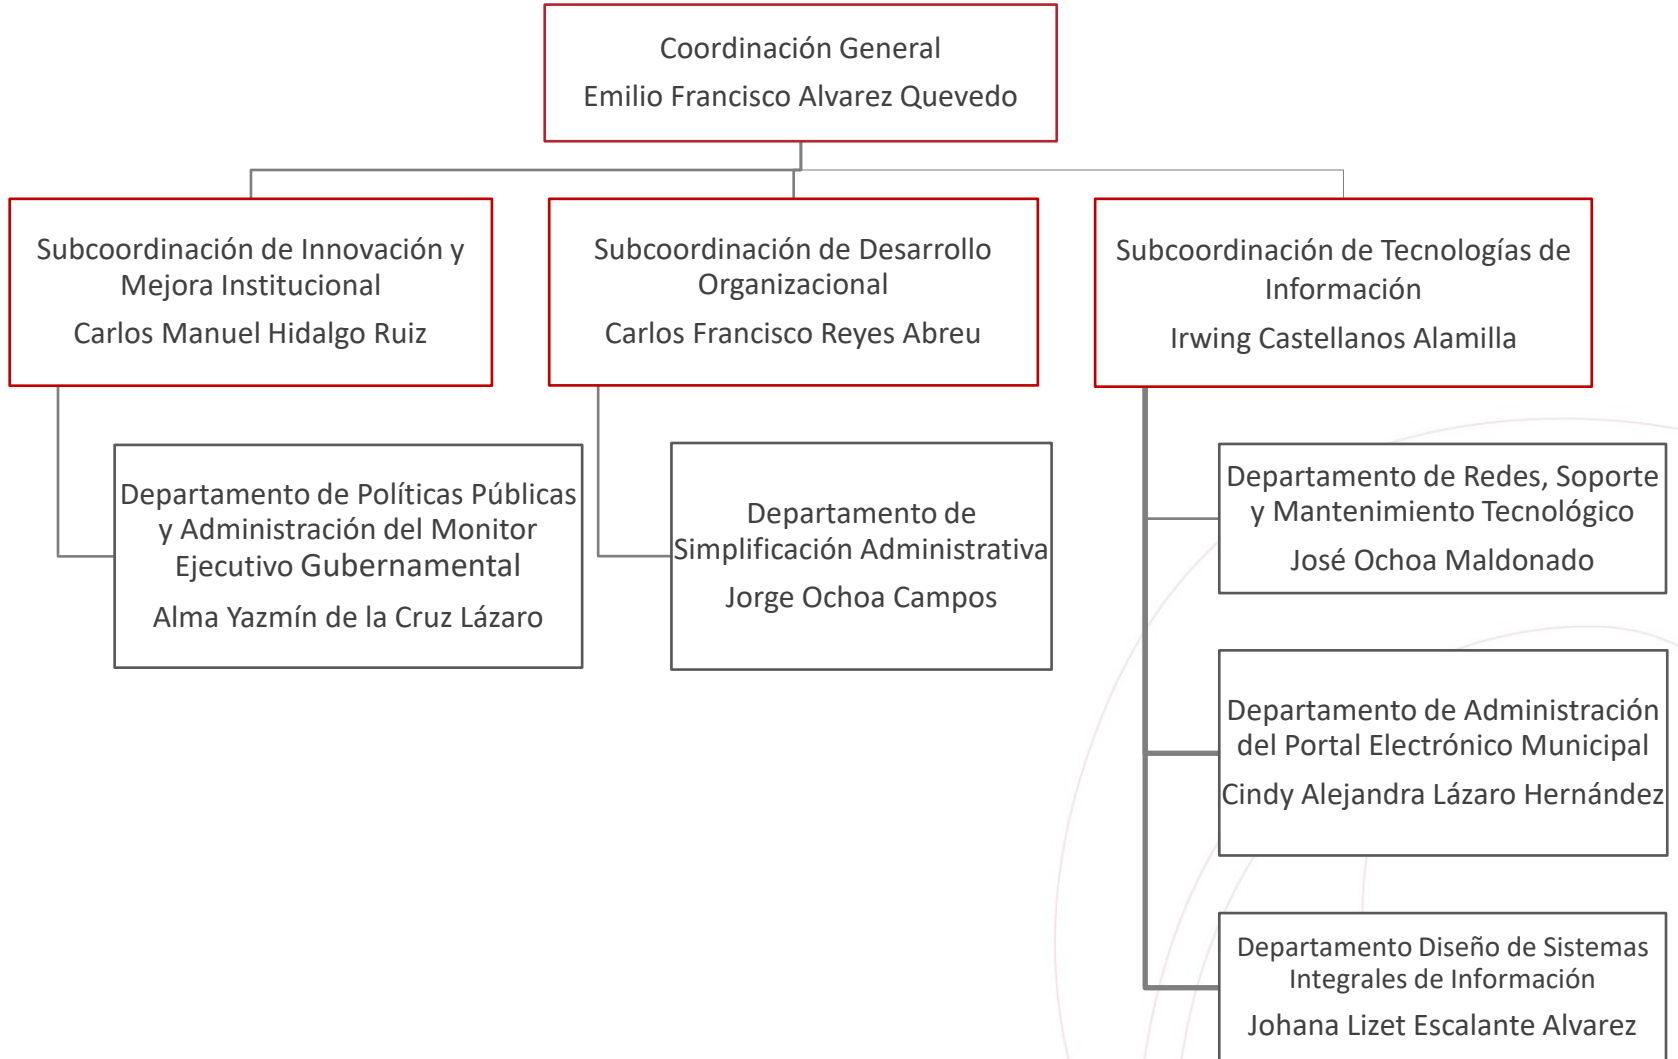 Coordinación General
Emilio Francisco Alvarez Quevedo
Subcoordinación de Innovación y
Mejora Institucional
Carlos Manuel Hidalgo Ruiz
Subcoordinación de Desarrollo
Organizacional
Carlos Francisco Reyes Abreu
Subcoordinación de Tecnologías de
Información
Irwing Castellanos Alamilla
Departamento de Políticas Públicas
y Administración del Monitor
Ejecutivo Gubernamental
Alma Yazmín de la Cruz Lázaro
Departamento de
Simplificación Administrativa
Jorge Ochoa Campos
Departamento de Redes, Soporte
y Mantenimiento Tecnológico
José Ochoa Maldonado
Departamento de Administración
del Portal Electrónico Municipal
Cindy Alejandra Lázaro Hernández
Departamento Diseño de Sistemas
Integrales de Información
Johana Lizet Escalante Alvarez